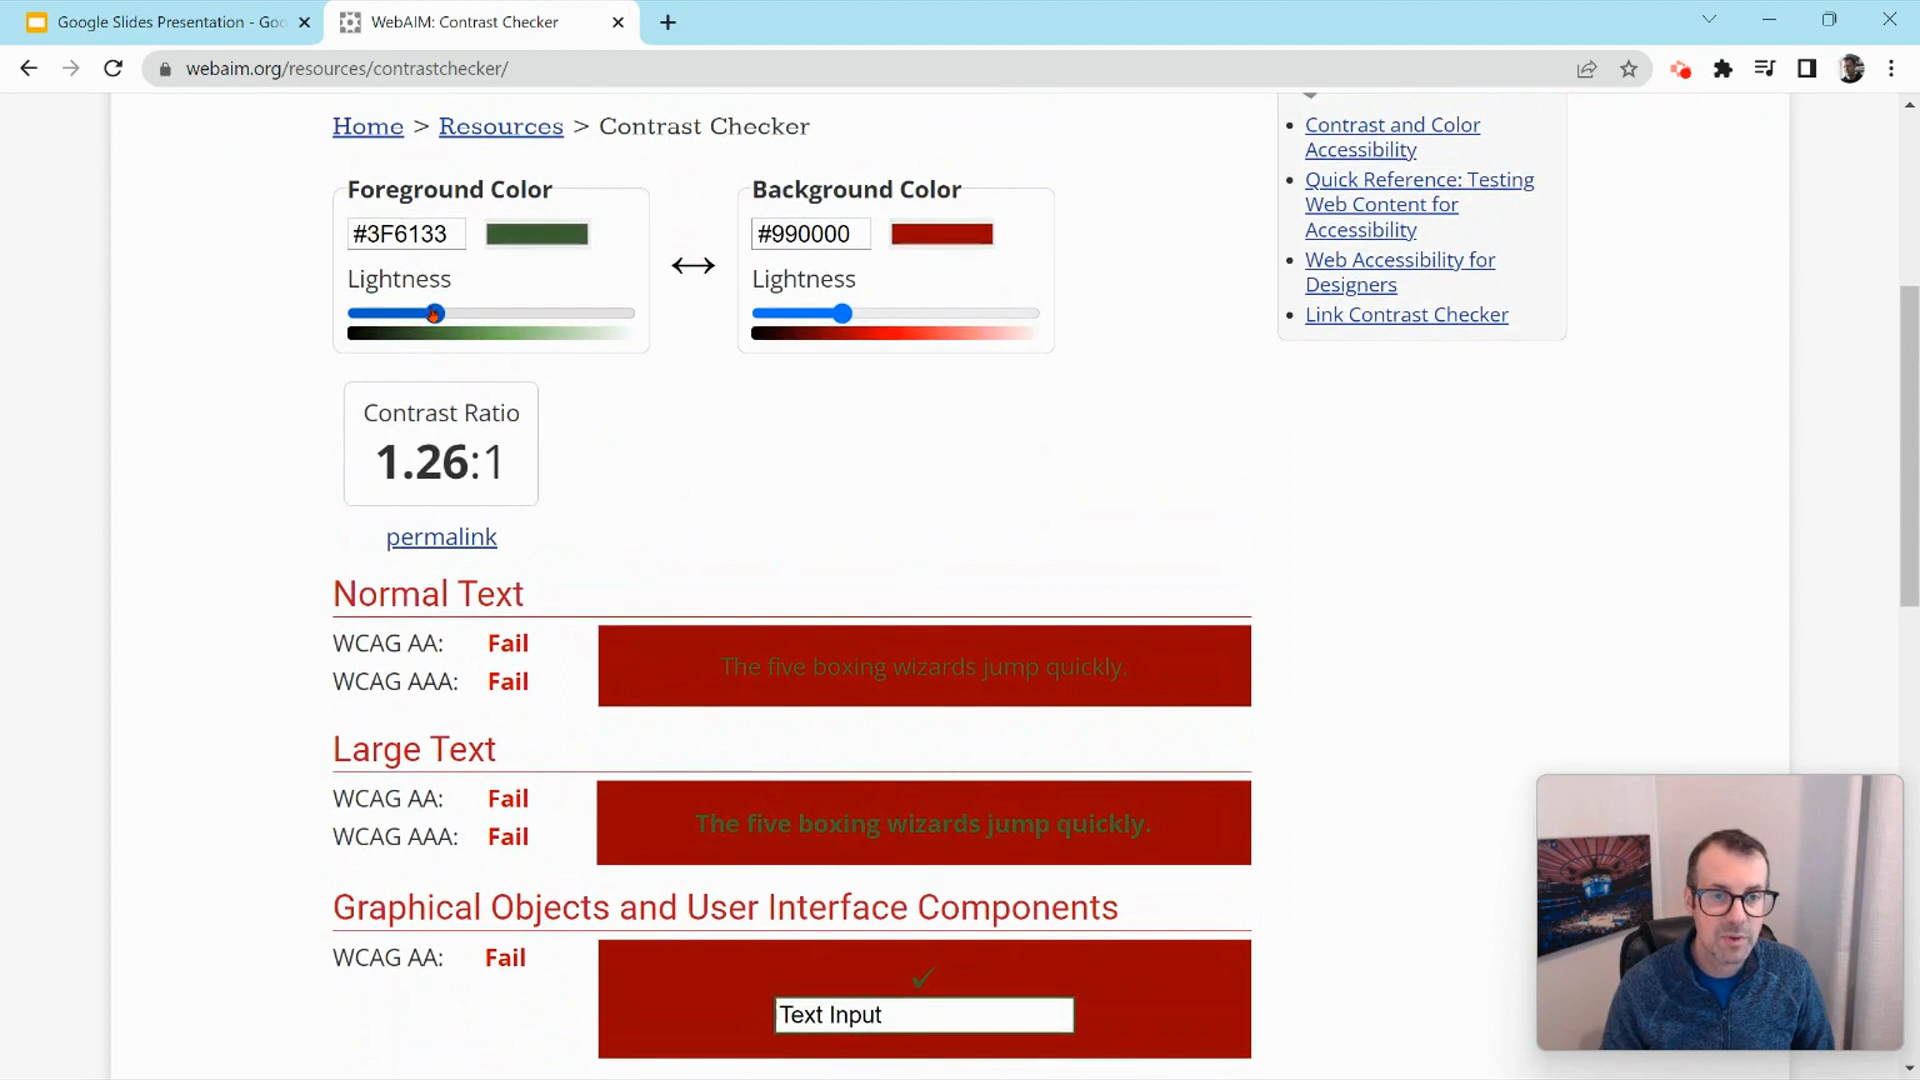 Google Slides Presentation - Goo
WebAIM: Contrast Checker
webaim.org/resources/contrastchecker/
Home > Resources > Contrast Checker
Foreground Color
#3F6133
Lightness
Background Color
#990000
Lightness
Contrast and Color
Accessibility
Quick Reference: Testing
Web Content for
Accessibility
Web Accessibility for
Designers
Link Contrast Checker
Contrast Ratio
1.26:1
permalink
Normal Text
WCAG AA: Fail
WCAG AAA: Fail
The five boxing wizards jump quickly.
Large Text
WCAG AA: Fail
WCAG AAA: Fail
The five boxing wizards jump quickly.
Graphical Objects and User Interface Components
WCAG AA: Fail
Text Input